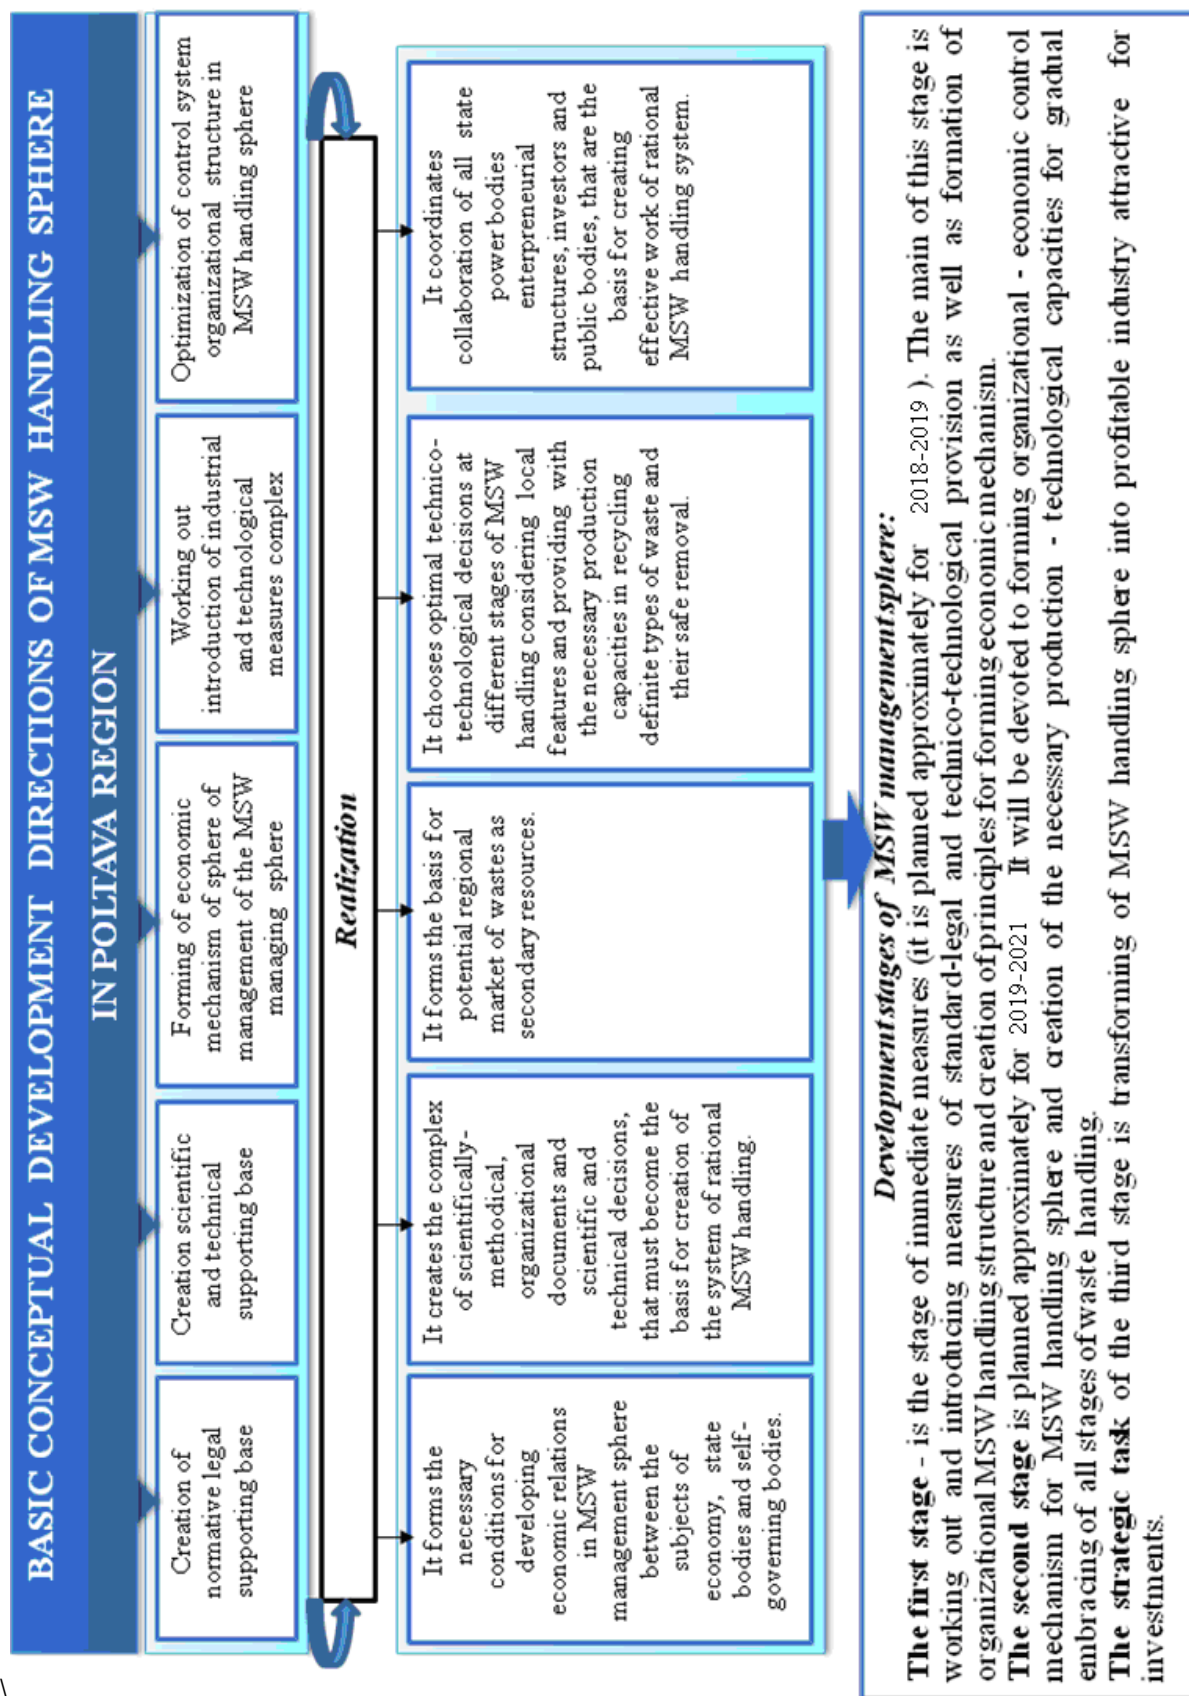 BASIC CONCEPTUAL DEVELOPMENT DIRECTIONS OF MSW HANDLING SPHERE
IN POLTAVA REGION
Creation of
normative legal
supporting base
Creation scientific
and technical
supporting base
Forming of economic
mechanism of sphere of
management of the MSW
managing sphere
Working out
introduction of industrial
and technological
measures complex
Optimization of control system
organizational structure in
MSW handling sphere
Realization
It forms the
necessary
conditions for
developing
economic relations
in MSW
management sphere
between the
subjects of
economy, state
bodies and self-
governing bodies.
It creates the complex
of scientifically-
methodical,
organizational
documents and
scientific and
technical decisions,
that must become the
basis for creation of
the system of rational
MSW handling.
It forms the basis for
potential regional
market of wastes as
secondary resources.
It chooses optimal technico-
technological decisions at
different stages of MSW
handling considering local
features and providing with
the necessary production
capacities in recycling
definite types of waste and
their safe removal.
It coordinates
collaboration of all state
power bodies
enterpreneurial
structures, investors and
public bodies, that are the
basis for creating
effective work of rational
MSW handling system.
Development stages of MSW management sphere:
The first stage - is the stage of immediate measures (it is planned approximately for 2018-2019 ). The main of this stage is
working out and introducing measures of standard-legal and technico-technological provision as well as formation of
organizational MSW handling structure and creation of principles for forming economic mechanism.
The second stage is planned approximately for 2019-2021 It will be devoted to forming organizational - economic control
mechanism for MSW handling sphere and creation of the necessary production - technological capacities for gradual
embracing of all stages of waste handling.
The strategic task of the third stage is transforming of MSW handling sphere into profitable industry attractive for
investments.
\